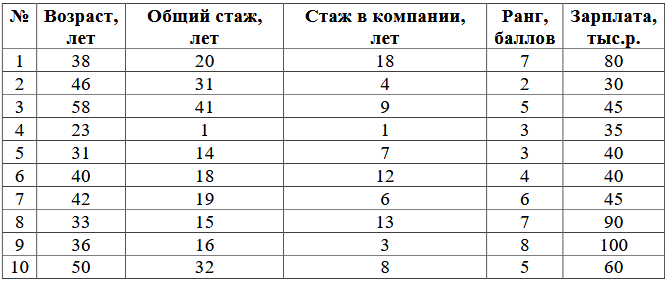 № Возраст, лет Общий стаж, лет Стаж в компании, лет Ранг, баллов Зарплата, тыс.р.
1 38 20 18 7 80
2 46 31 4 2 30
3 58 41 9 5 45
4 23 1 1 3 35
5 31 14 7 3 40
6 40 18 12 4 40
7 42 19 6 6 45
8 33 15 13 7 90
9 36 16 3 8 100
10 50 32 8 5 60